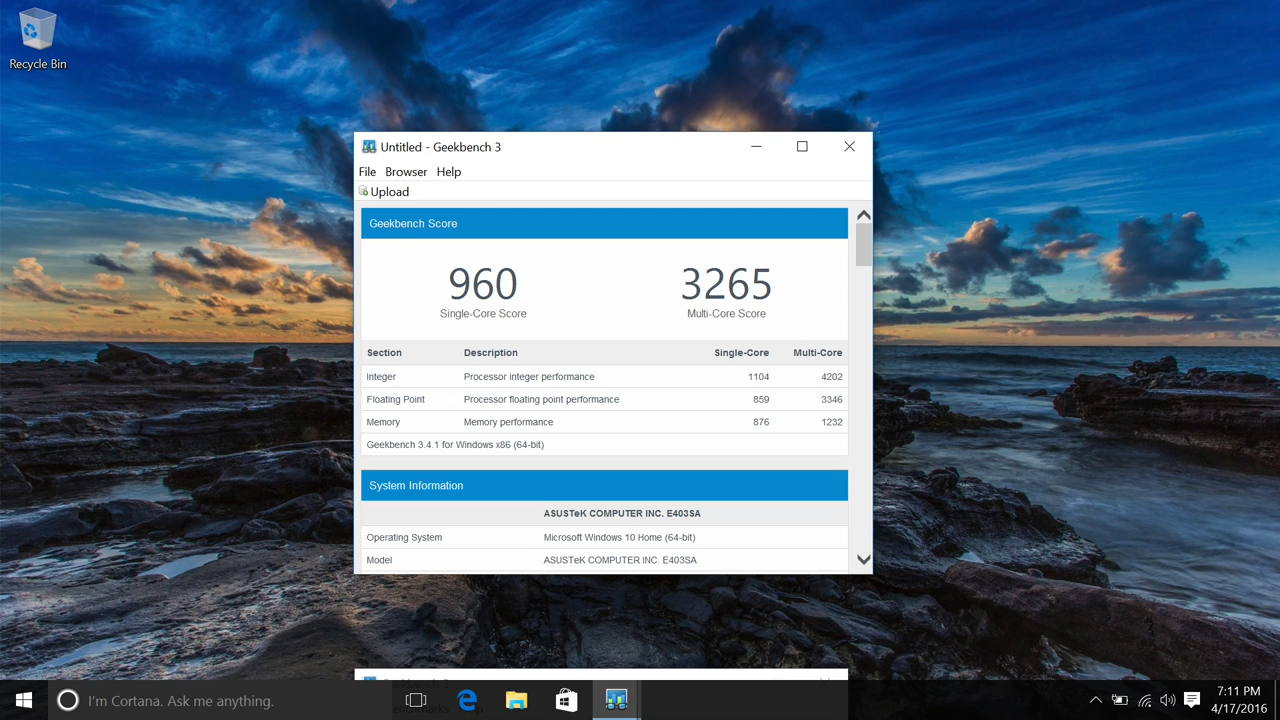 Recycle Bin
Untitled - Geekbench 3
File Browser Help
Upload
Geekbench Score
960 3265
Single-Core Score Multi-Core Score
Section Description Single-Core Multi-Core
Integer Processor integer performance 1104 4202
Floating Point Processor floating point performance 859 3346
Memory Memory performance 876 1232
Geekbench 3.4.1 for Windows x86 (64-bit)
System Information
ASUSTeK COMPUTER INC. E403SA
Operating System Microsoft Windows 10 Home (64-bit)
Model ASUSTeK COMPUTER INC. E403SA
I'm Cortana. Ask me anything.
7:11 PM
4/17/2016